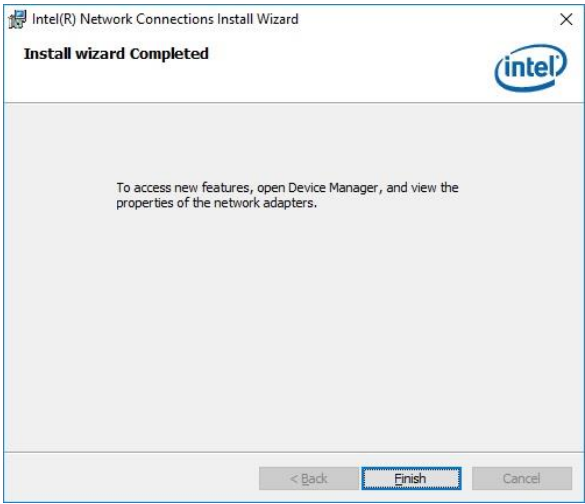 Intel(R) Network Connections Install Wizard
Install wizard Completed
intel
To access new features, open Device Manager, and view the
properties of the network adapters.
< Back
Finish
Cancel